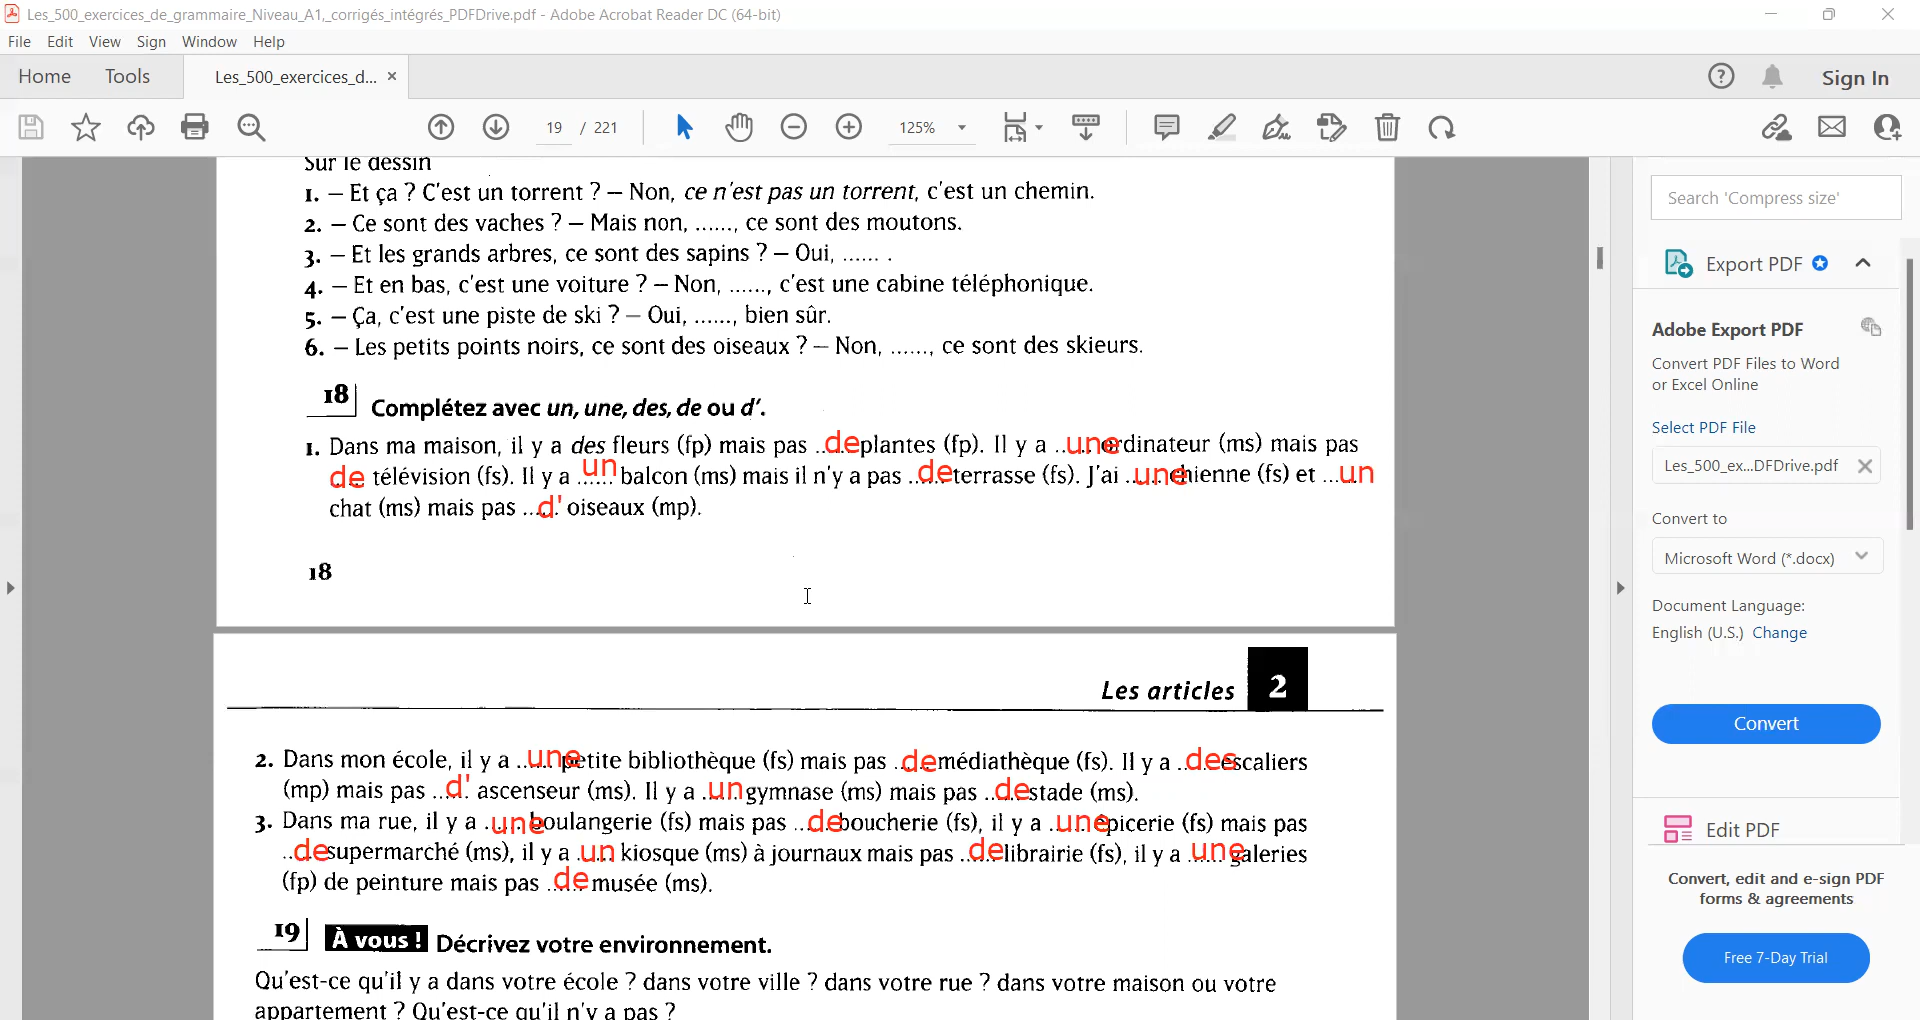 Les_500_exercices_de_grammaire_Niveau_A1,_corrigés_intégrés_PDFDrive.pdf - Adobe Acrobat Reader DC (64-bit)
File Edit View Sign Window Help
Home Tools Les_500_exercices_d... × Sign In
19 / 221 125%
Sur le dessin
1. – Et ça ? C'est un torrent ? – Non, ce n'est pas un torrent, c'est un chemin.
2. – Ce sont des vaches ? – Mais non, ......, ce sont des moutons.
3. – Et les grands arbres, ce sont des sapins ? – Oui, ...... .
4. – Et en bas, c'est une voiture ? – Non, ......, c'est une cabine téléphonique.
5. – Ça, c'est une piste de ski ? – Oui, ......, bien sûr.
6. – Les petits points noirs, ce sont des oiseaux ? – Non, ......, ce sont des skieurs.
18 Complétez avec un, une, des, de ou d'.
1. Dans ma maison, il y a des fleurs (fp) mais pas de plantes (fp). Il y a une ordinateur (ms) mais pas
de télévision (fs). Il y a un balcon (ms) mais il n'y a pas de terrasse (fs). J'ai une chienne (fs) et un
chat (ms) mais pas d' oiseaux (mp).
18
Les articles 2
2. Dans mon école, il y a une petite bibliothèque (fs) mais pas de médiathèque (fs). Il y a des escaliers
(mp) mais pas d' ascenseur (ms). Il y a un gymnase (ms) mais pas de stade (ms).
3. Dans ma rue, il y a une boulangerie (fs) mais pas de boucherie (fs), il y a une épicerie (fs) mais pas
de supermarché (ms), il y a un kiosque (ms) à journaux mais pas de librairie (fs), il y a une galeries
(fp) de peinture mais pas de musée (ms).
19 À vous ! Décrivez votre environnement.
Qu'est-ce qu'il y a dans votre école ? dans votre ville ? dans votre rue ? dans votre maison ou votre
appartement ? Qu'est-ce qu'il n'y a pas ?
Search 'Compress size'
Export PDF
Adobe Export PDF
Convert PDF Files to Word
or Excel Online
Select PDF File
Les_500_ex...DFDrive.pdf
Convert to
Microsoft Word (*.docx)
Document Language:
English (U.S.) Change
Convert
Edit PDF
Convert, edit and e-sign PDF
forms & agreements
Free 7-Day Trial